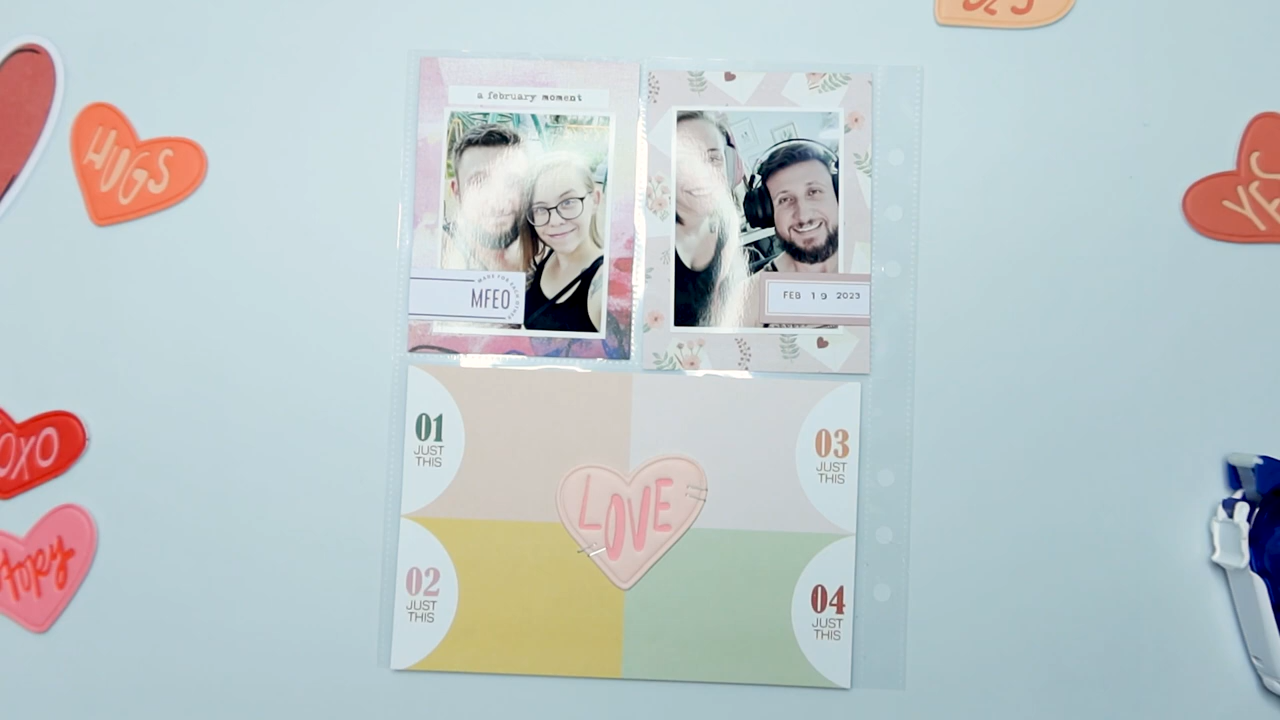 HUGS
a february moment
MADE FOR EACH OTHER
MFEO
FEB 19 2023
XOXO
01
JUST
THIS
03
JUST
THIS
LOVE
02
JUST
THIS
04
JUST
THIS